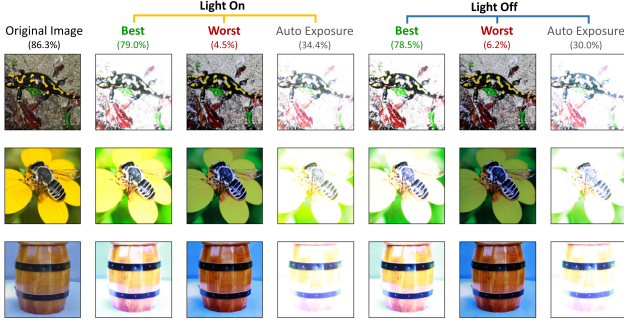 Light On
Light Off
Original Image
Best
Worst
Auto Exposure
Best
Worst
Auto Exposure
(86.3%)
(79.0%)
(4.5%)
(34.4%)
(78.5%)
(6.2%)
(30.0%)